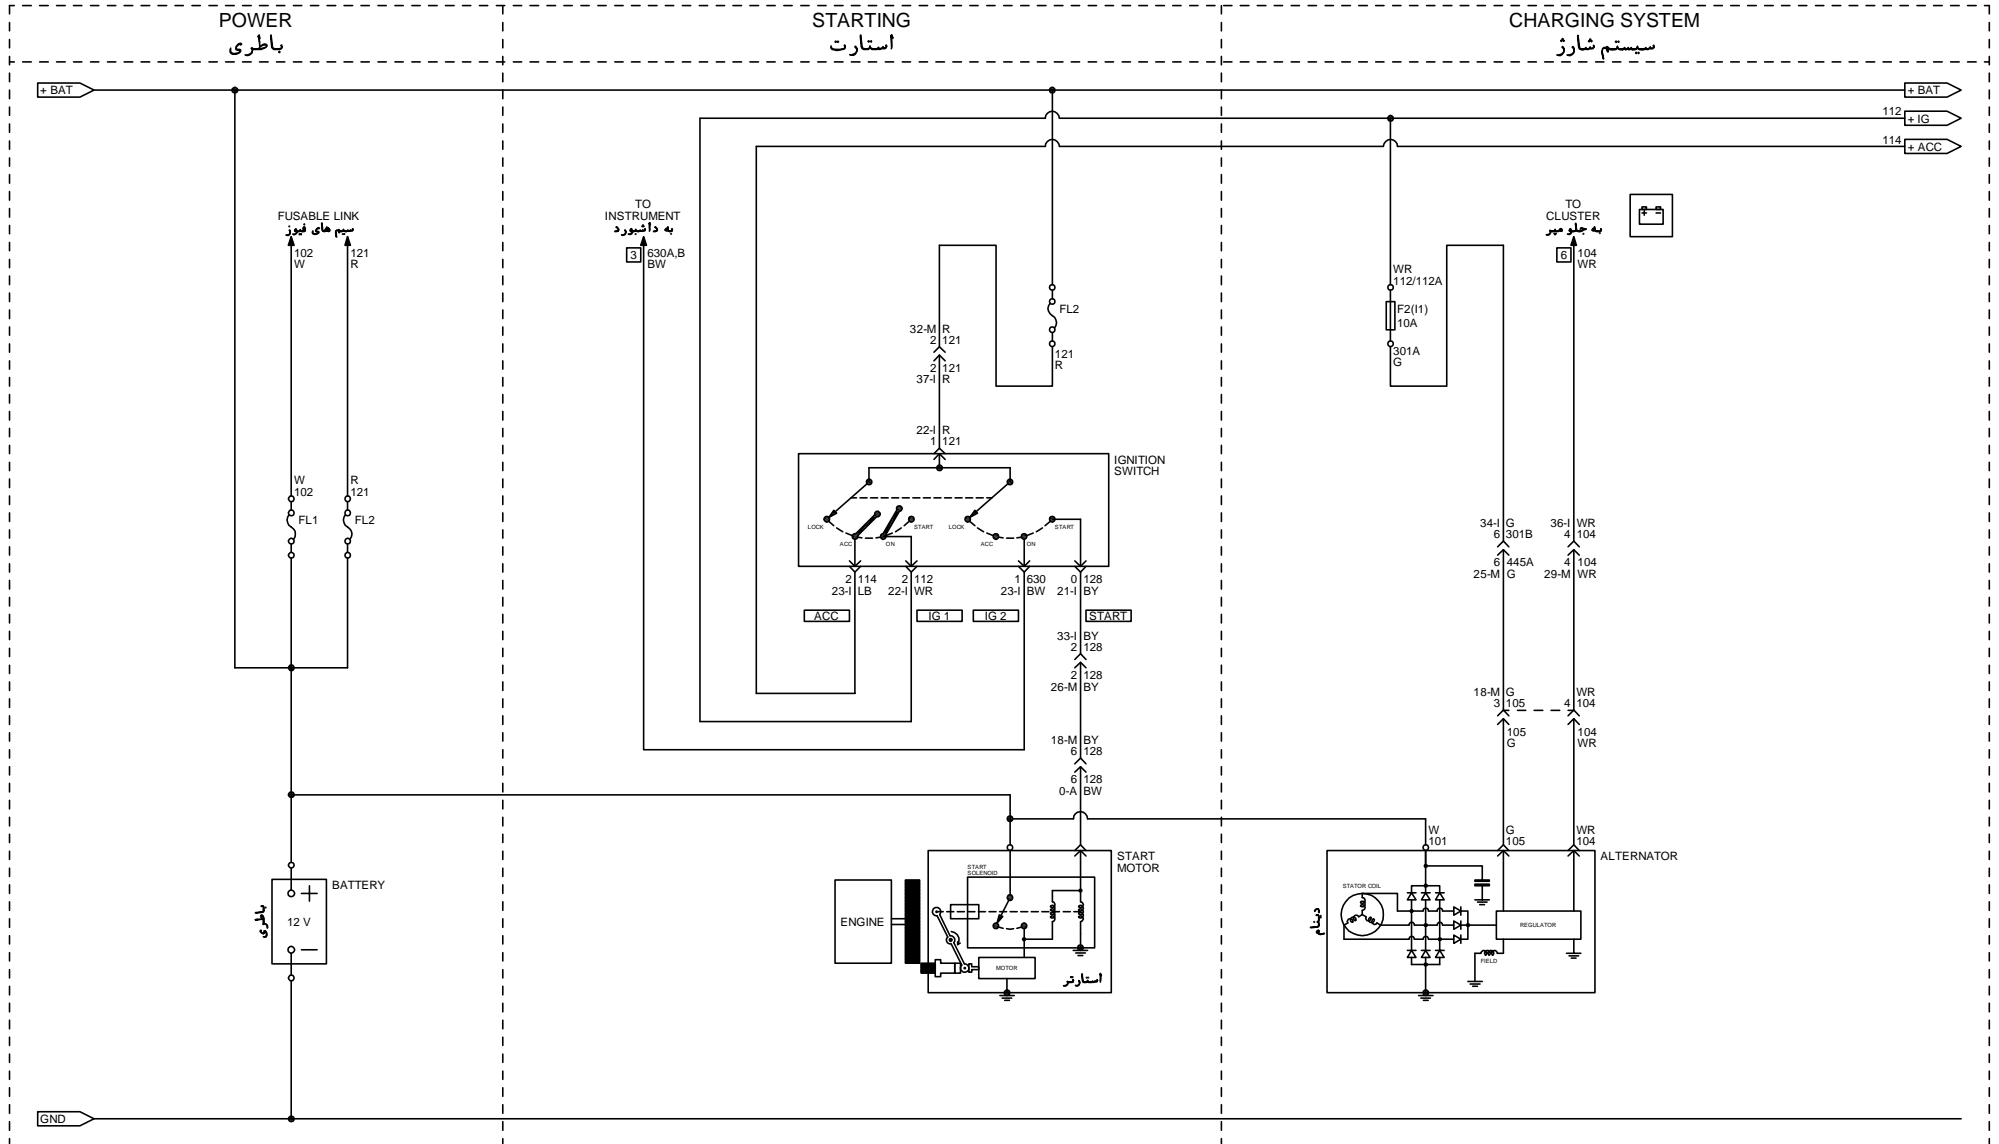 POWER
باطری
STARTING
استارت
CHARGING SYSTEM
سیستم شارژ
+ BAT
+ BAT
112
+ IG
114
+ ACC
FUSABLE LINK
سیم های فیوز
102
W
121
R
TO
INSTRUMENT
به داشبورد
3
630A,B
BW
TO
CLUSTER
به جلو مپر
6
104
WR
WR
112/112A
F2(I1)
10A
301A
G
FL2
121
R
32-M R
2 121
2 121
37-I R
22-I R
1 121
IGNITION
SWITCH
LOCK
ACC
ON
START
LOCK
ACC
ON
START
W
102
FL1
R
121
FL2
2 114
23-I LB
2 112
22-I WR
1 630
23-I BW
0 128
21-I BY
ACC
IG 1
IG 2
START
33-I BY
2 128
2 128
26-M BY
18-M BY
6 128
6 128
0-A BW
34-I G
6 301B
6 445A
25-M G
36-I WR
4 104
4 104
29-M WR
18-M G
3 105
105
G
WR
4 104
104
WR
BATTERY
باطری
12 V
ENGINE
START
MOTOR
START
SOLENOID
MOTOR
استارتر
W
101
G
105
WR
104
ALTERNATOR
دینام
STATOR COIL
REGULATOR
FIELD
GND